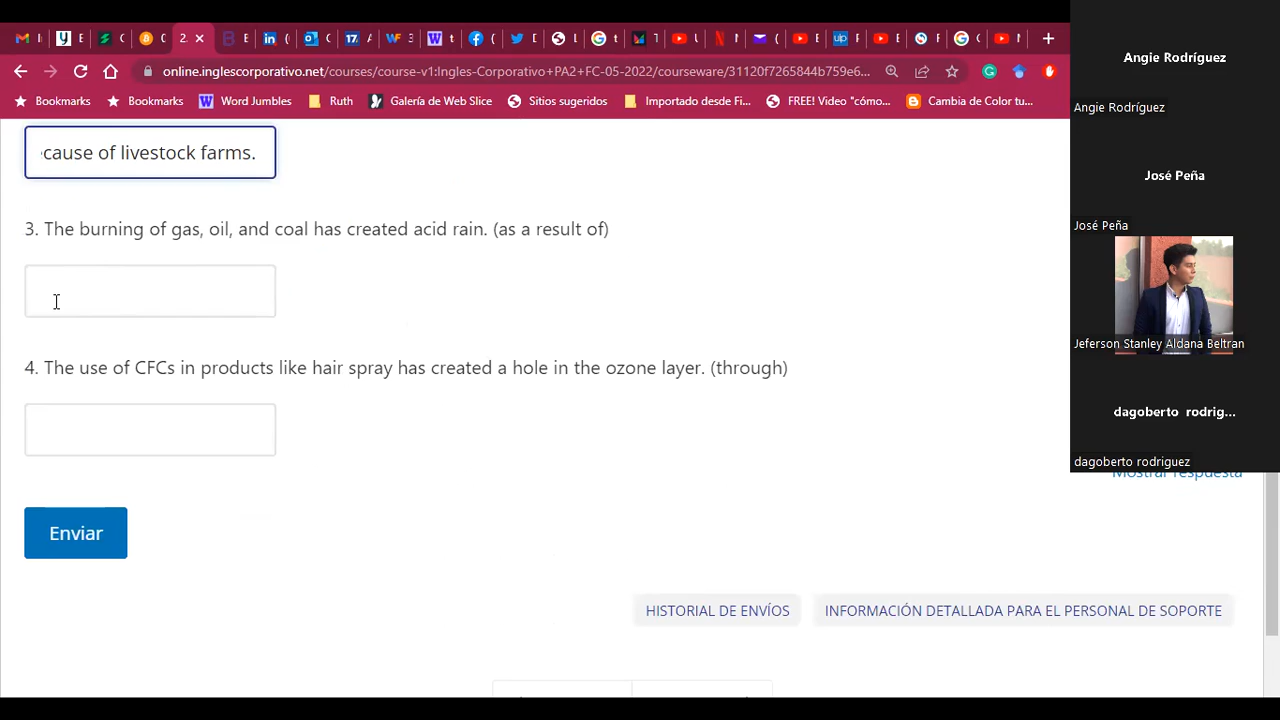 2.
17.
online.inglescorporativo.net/courses/course-v1:Ingles-Corporativo+PA2+FC-05-2022/courseware/31120f7265844b759e6...
Bookmarks
Bookmarks
Word Jumbles
Ruth
Galería de Web Slice
Sitios sugeridos
Importado desde Fi...
FREE! Video "cómo...
Cambia de Color tu...
cause of livestock farms.
3. The burning of gas, oil, and coal has created acid rain. (as a result of)
4. The use of CFCs in products like hair spray has created a hole in the ozone layer. (through)
Mostrar respuesta
Enviar
HISTORIAL DE ENVÍOS
INFORMACIÓN DETALLADA PARA EL PERSONAL DE SOPORTE
Angie Rodríguez
Angie Rodríguez
José Peña
José Peña
Jeferson Stanley Aldana Beltran
dagoberto rodrig...
dagoberto rodriguez